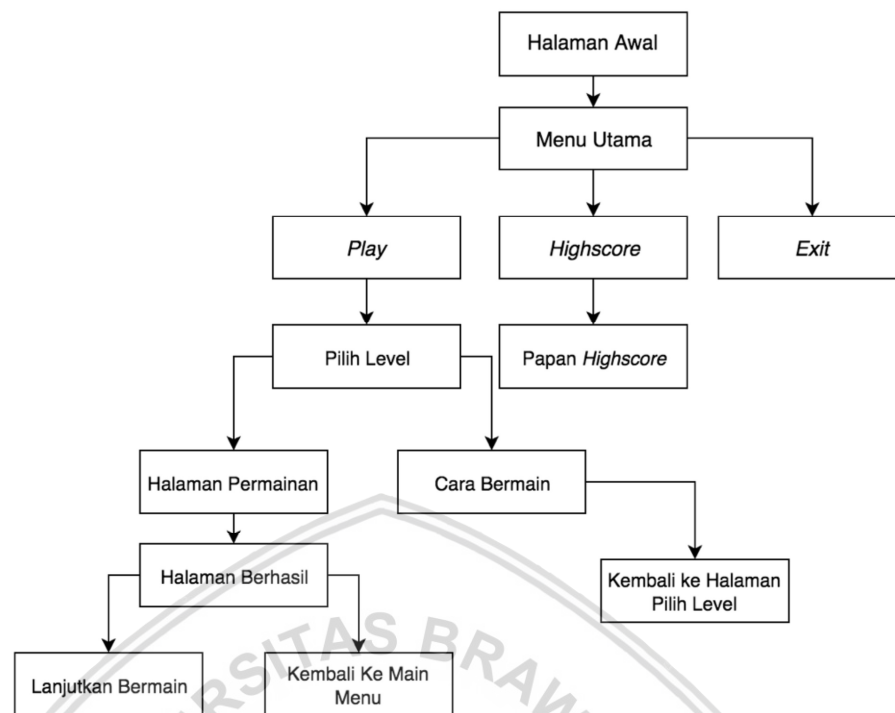 Halaman Awal
Menu Utama
Play
Highscore
Exit
Pilih Level
Papan Highscore
Halaman Permainan
Cara Bermain
Halaman Berhasil
Kembali ke Halaman
Pilih Level
Lanjutkan Bermain
Kembali Ke Main
Menu